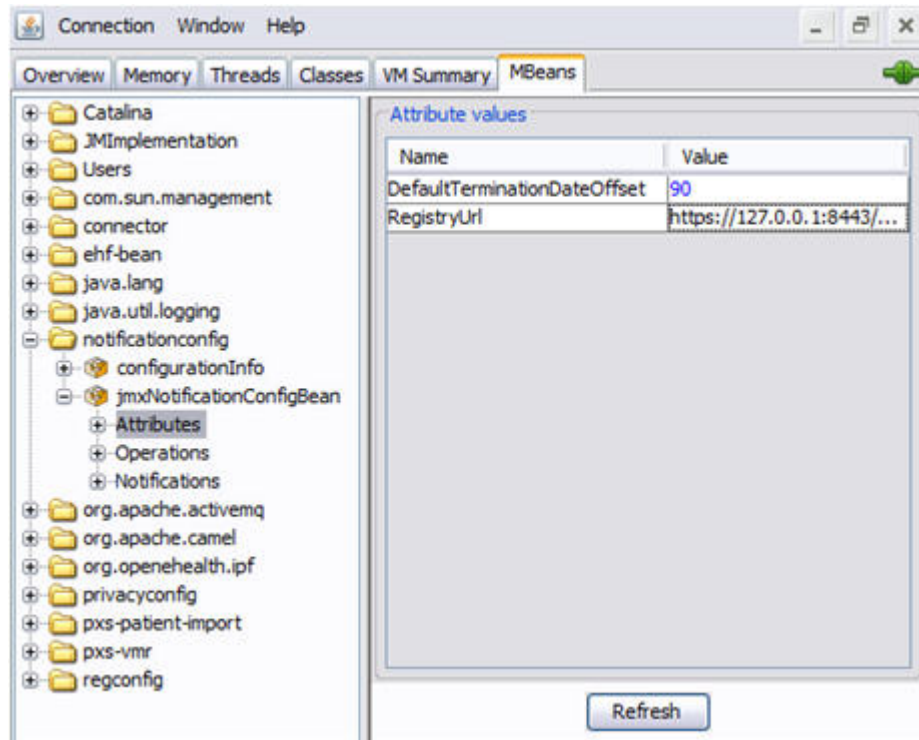 Connection Window Help
Overview Memory Threads Classes VM Summary MBeans
Catalina
JMImplementation
Users
com.sun.management
connector
ehf-bean
java.lang
java.util.logging
notificationconfig
configurationInfo
jmxNotificationConfigBean
Attributes
Operations
Notifications
org.apache.activemq
org.apache.camel
org.openehealth.ipf
privacyconfig
pxs-patient-import
pxs-vmr
regconfig
Attribute values
Name Value
DefaultTerminationDateOffset 90
RegistryUrl https://127.0.0.1:8443/...
Refresh